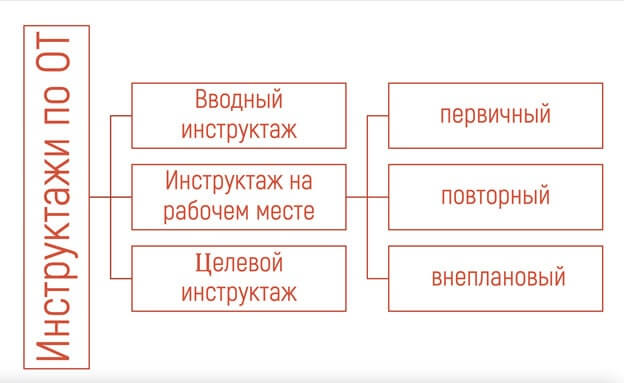 Инструктажи по ОТ
Вводный
инструктаж
Инструктаж на
рабочем месте
Целевой
инструктаж
первичный
повторный
внеплановый